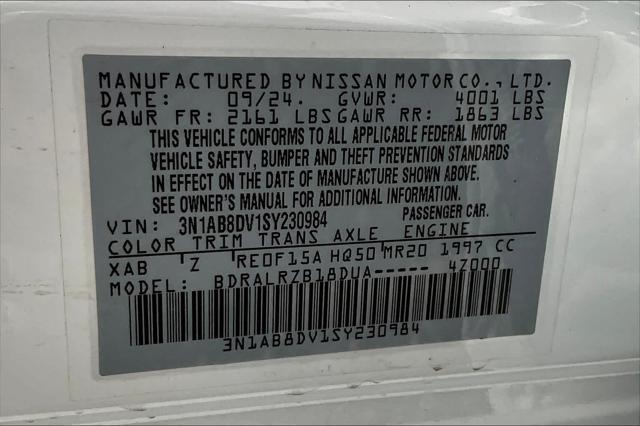 MANUFACTURED BY NISSAN MOTOR CO., LTD.
DATE: 09/24. GVWR: 4001 LBS
GAWR FR: 2161 LBS GAWR RR: 1863 LBS
THIS VEHICLE CONFORMS TO ALL APPLICABLE FEDERAL MOTOR
VEHICLE SAFETY, BUMPER AND THEFT PREVENTION STANDARDS
IN EFFECT ON THE DATE OF MANUFACTURE SHOWN ABOVE.
SEE OWNER'S MANUAL FOR ADDITIONAL INFORMATION.
VIN: 3N1AB8DV1SY230984 PASSENGER CAR.
COLOR TRIM TRANS AXLE ENGINE
XAB Z RE0F15A HQ50 MR20 1997 CC
MODEL: BDRALRZB18DUA----- 4Z000
3N1AB8DV1SY230984